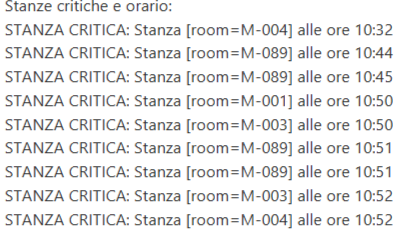 Stanze critiche e orario:
STANZA CRITICA: Stanza [room=M-004] alle ore 10:32
STANZA CRITICA: Stanza [room=M-089] alle ore 10:44
STANZA CRITICA: Stanza [room=M-089] alle ore 10:45
STANZA CRITICA: Stanza [room=M-001] alle ore 10:50
STANZA CRITICA: Stanza [room=M-003] alle ore 10:50
STANZA CRITICA: Stanza [room=M-089] alle ore 10:51
STANZA CRITICA: Stanza [room=M-089] alle ore 10:51
STANZA CRITICA: Stanza [room=M-003] alle ore 10:52
STANZA CRITICA: Stanza [room=M-004] alle ore 10:52